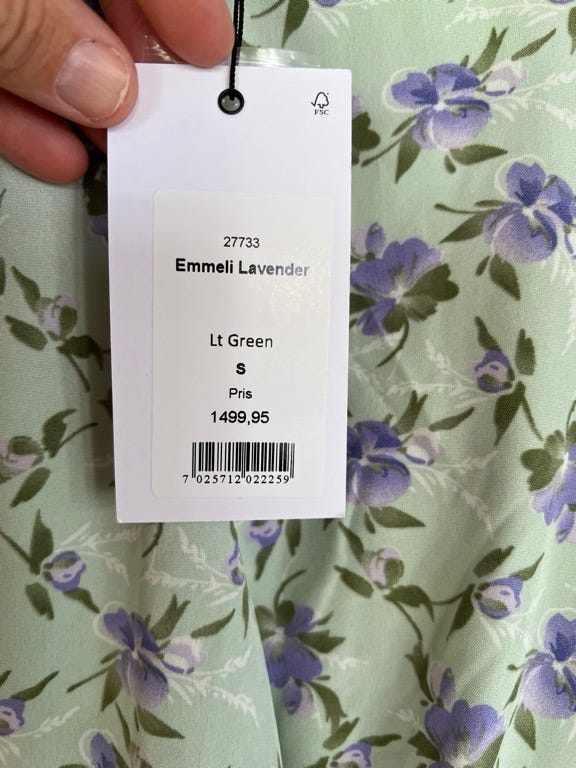 FSC
27733
Emmeli Lavender
Lt Green
S
Pris
1499,95
7 025712 022259